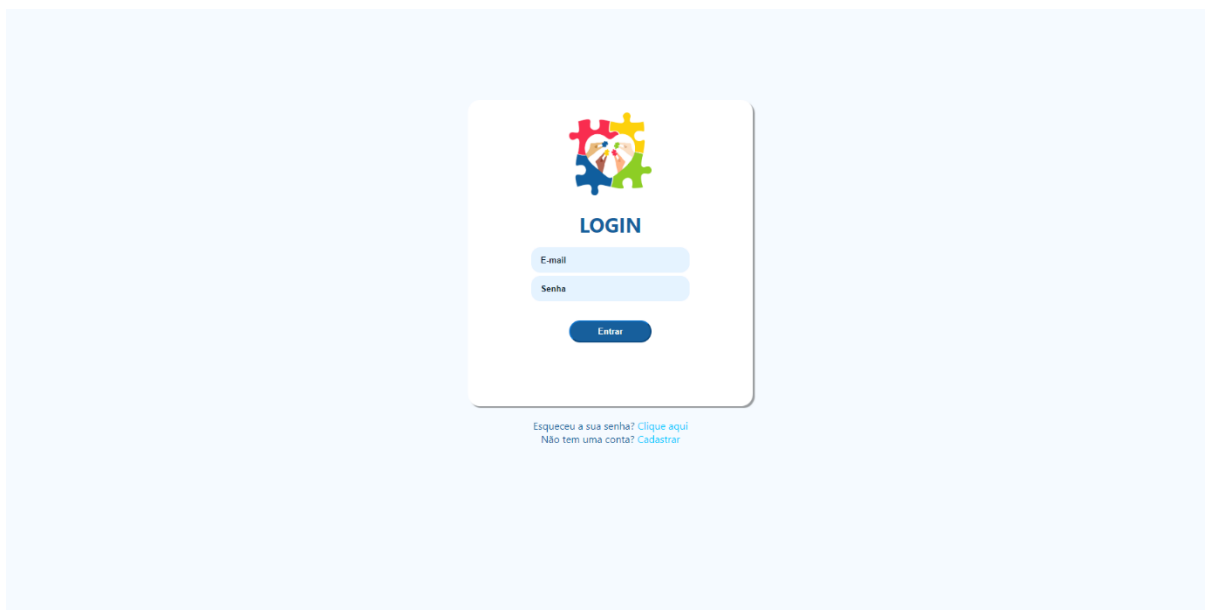 LOGIN
E-mail
Senha
Entrar
Esqueceu a sua senha? Clique aqui
Não tem uma conta? Cadastrar